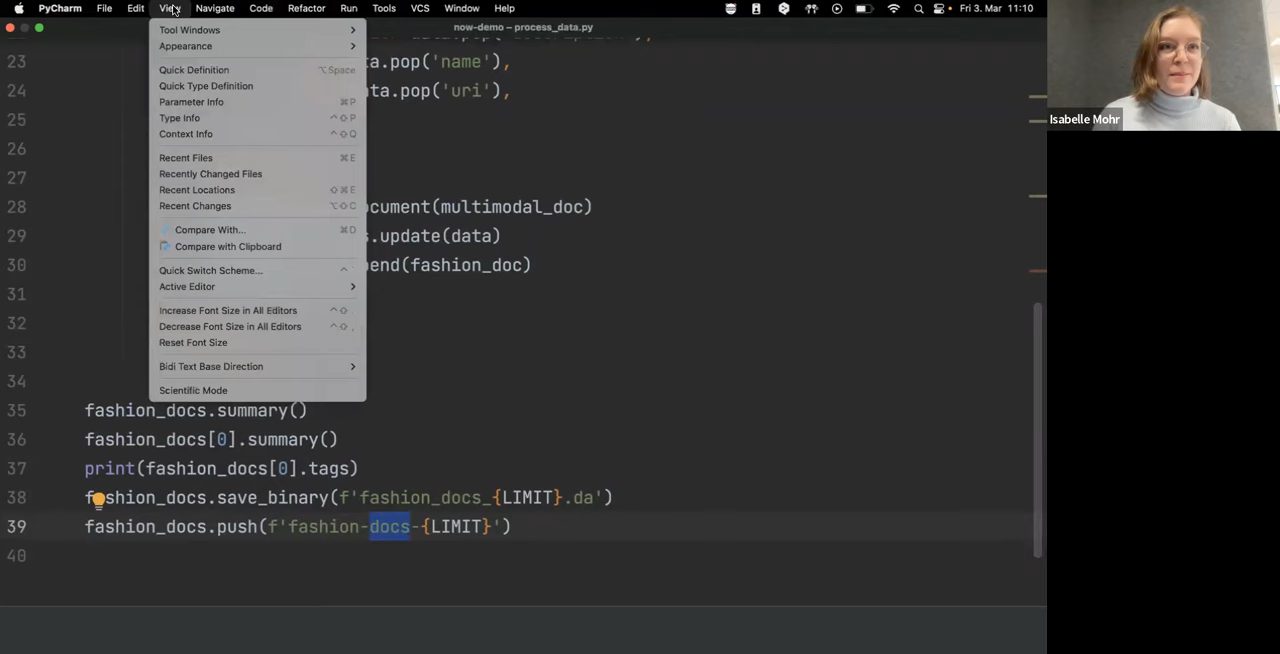 PyCharm File Edit View Navigate Code Refactor Run Tools VCS Window Help Fri 3. Mar 11:10
now-demo – process_data.py
Tool Windows
Appearance
Quick Definition ⌥Space
Quick Type Definition
Parameter Info ⌘P
Type Info ⌃⇧P
Context Info ⌃⇧Q
Recent Files ⌘E
Recently Changed Files
Recent Locations ⇧⌘E
Recent Changes ⌥⇧C
Compare With... ⌘D
Compare with Clipboard
Quick Switch Scheme...
Active Editor
Increase Font Size in All Editors ⌃⇧.
Decrease Font Size in All Editors ⌃⇧,
Reset Font Size
Bidi Text Base Direction
Scientific Mode
23 ta.pop('name'),
24 ata.pop('uri'),
25
26
27
28 ocument(multimodal_doc)
29 s.update(data)
30 end(fashion_doc)
31
32
33
34
35 fashion_docs.summary()
36 fashion_docs[0].summary()
37 print(fashion_docs[0].tags)
38 fashion_docs.save_binary(f'fashion_docs_{LIMIT}.da')
39 fashion_docs.push(f'fashion-docs-{LIMIT}')
40
Isabelle Mohr